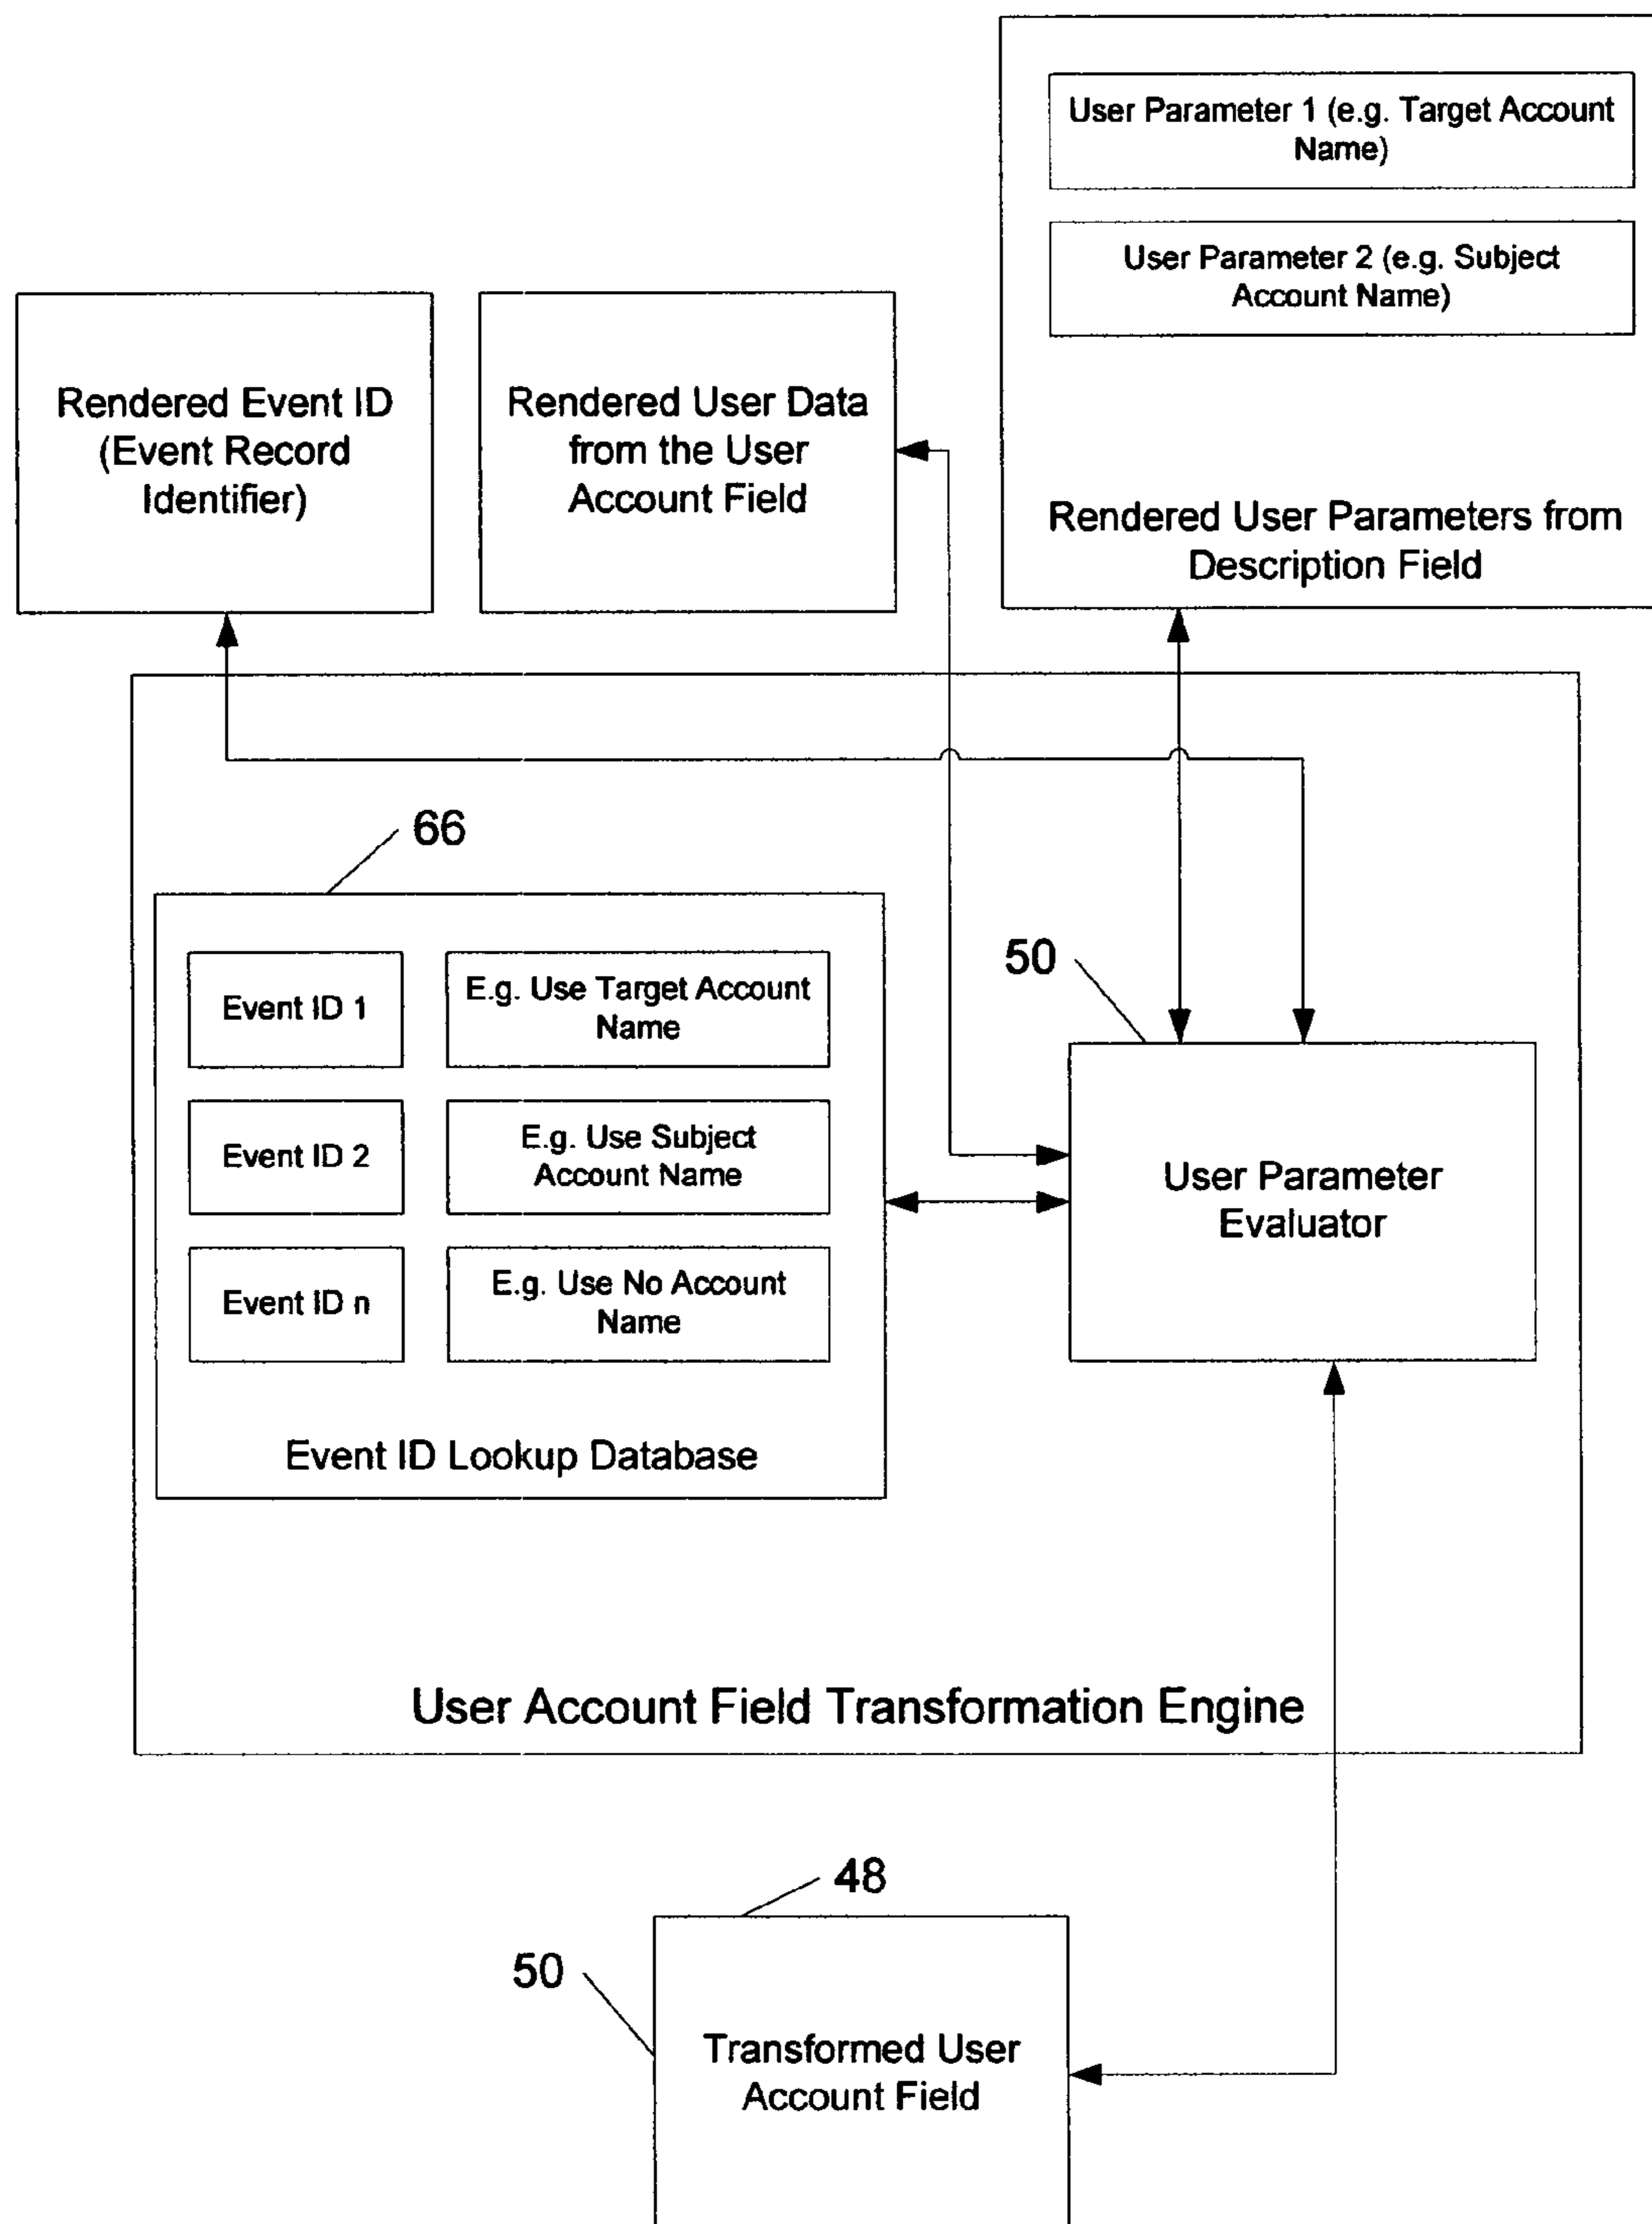 User Parameter 1 (e.g. Target Account
Name)
User Parameter 2 (e.g. Subject
Account Name)
Rendered User Parameters from
Description Field
Rendered Event ID
(Event Record
Identifier)
Rendered User Data
from the User
Account Field
66
50
Event ID 1
E.g. Use Target Account
Name
Event ID 2
E.g. Use Subject
Account Name
Event ID n
E.g. Use No Account
Name
Event ID Lookup Database
User Parameter
Evaluator
User Account Field Transformation Engine
48
50
Transformed User
Account Field